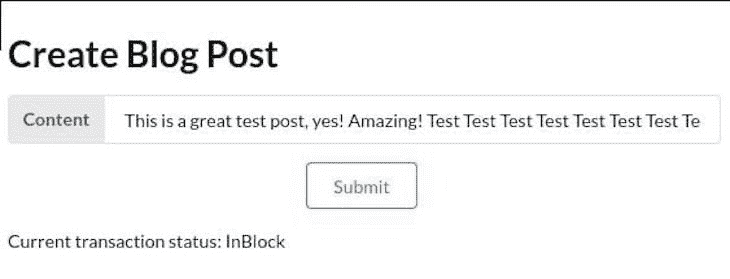 Create Blog Post
Content This is a great test post, yes! Amazing! Test Test Test Test Test Test Test Te
Submit
Current transaction status: InBlock